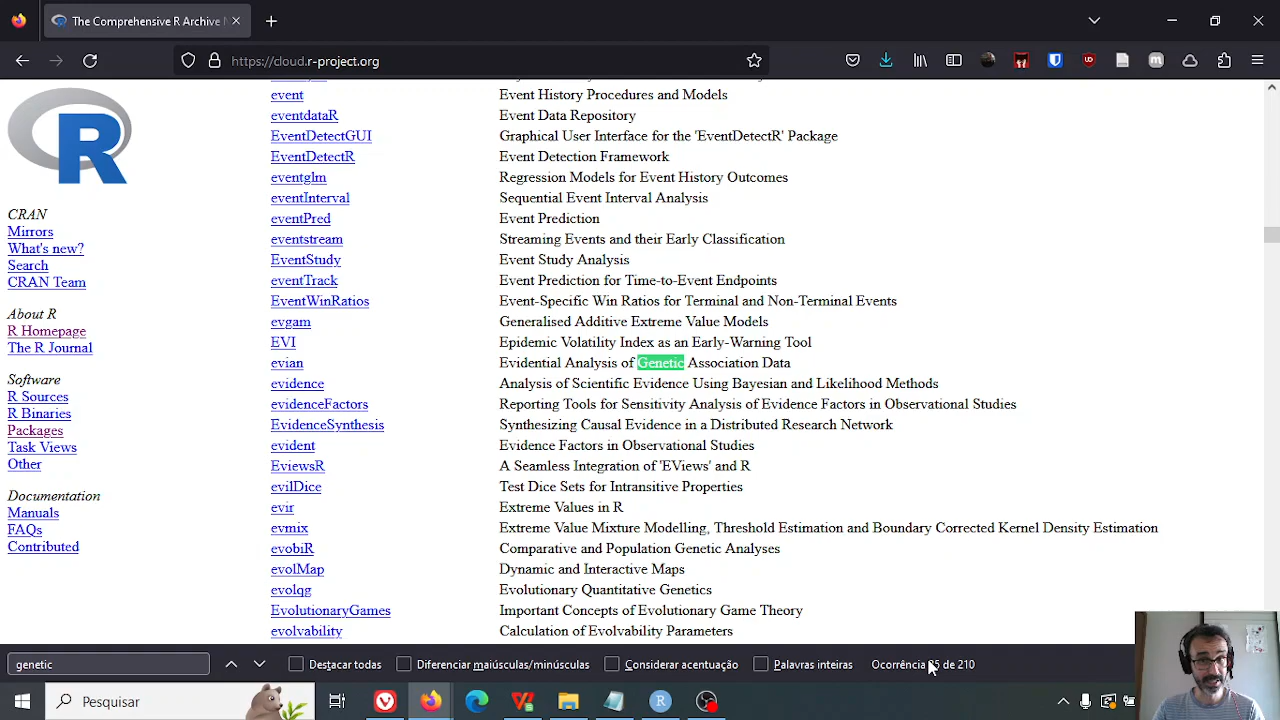 The Comprehensive R Archive N
https://cloud.r-project.org
R
CRAN
Mirrors
What's new?
Search
CRAN Team
About R
R Homepage
The R Journal
Software
R Sources
R Binaries
Packages
Task Views
Other
Documentation
Manuals
FAQs
Contributed
event Event History Procedures and Models
eventdataR Event Data Repository
EventDetectGUI Graphical User Interface for the 'EventDetectR' Package
EventDetectR Event Detection Framework
eventglm Regression Models for Event History Outcomes
eventInterval Sequential Event Interval Analysis
eventPred Event Prediction
eventstream Streaming Events and their Early Classification
EventStudy Event Study Analysis
eventTrack Event Prediction for Time-to-Event Endpoints
EventWinRatios Event-Specific Win Ratios for Terminal and Non-Terminal Events
evgam Generalised Additive Extreme Value Models
EVI Epidemic Volatility Index as an Early-Warning Tool
evian Evidential Analysis of Genetic Association Data
evidence Analysis of Scientific Evidence Using Bayesian and Likelihood Methods
evidenceFactors Reporting Tools for Sensitivity Analysis of Evidence Factors in Observational Studies
EvidenceSynthesis Synthesizing Causal Evidence in a Distributed Research Network
evident Evidence Factors in Observational Studies
EviewsR A Seamless Integration of 'EViews' and R
evilDice Test Dice Sets for Intransitive Properties
evir Extreme Values in R
evmix Extreme Value Mixture Modelling, Threshold Estimation and Boundary Corrected Kernel Density Estimation
evobiR Comparative and Population Genetic Analyses
evolMap Dynamic and Interactive Maps
evolqg Evolutionary Quantitative Genetics
EvolutionaryGames Important Concepts of Evolutionary Game Theory
evolvability Calculation of Evolvability Parameters
genetic Destacar todas Diferenciar maiúsculas/minúsculas Considerar acentuação Palavras inteiras Ocorrência de 210
Pesquisar